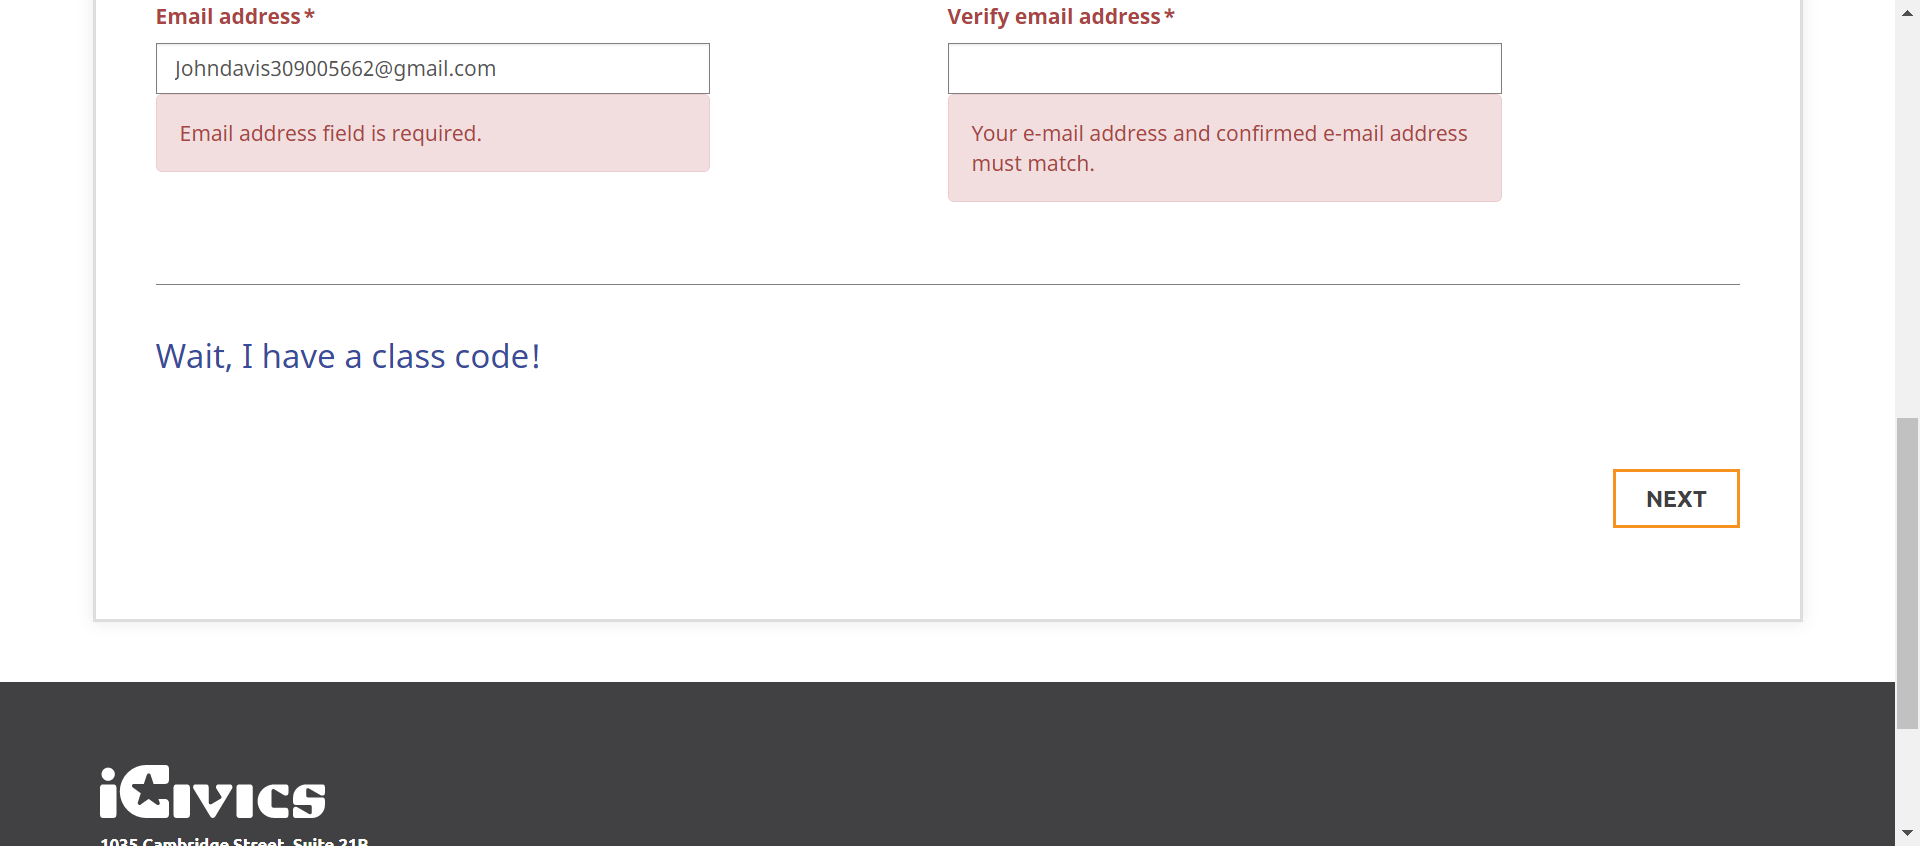 Email address*
Verify email address*
Johndavis309005662@gmail.com
Email address field is required.
Your e-mail address and confirmed e-mail address
must match.
Wait, I have a class code!
NEXT
iCivics
1035 Cambridge Street, Suite 21B